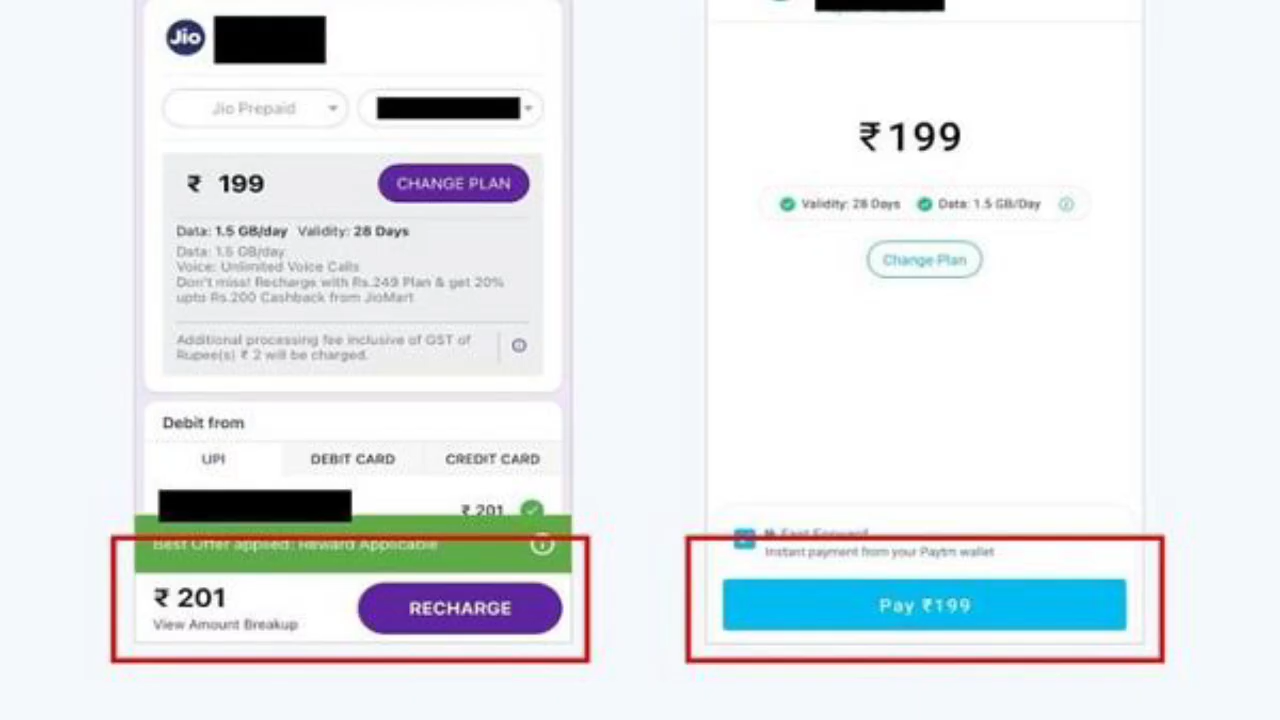 Jio
Jio Prepaid
₹ 199
CHANGE PLAN
Data: 1.5 GB/day Validity: 28 Days
Data: 1.5 GB/day
Voice: Unlimited Voice Calls
Don't miss! Recharge with Rs.249 Plan & get 20%
upto Rs.200 Cashback from JioMart
Additional processing fee inclusive of GST of
Rupee(s) ₹ 2 will be charged.
Debit from
UPI DEBIT CARD CREDIT CARD
₹ 201
Best Offer applied: Reward Applicable
₹ 201
View Amount Breakup
RECHARGE
₹199
Validity: 28 Days Data: 1.5 GB/Day
Change Plan
Fast Forward
Instant payment from your Paytm wallet
Pay ₹199